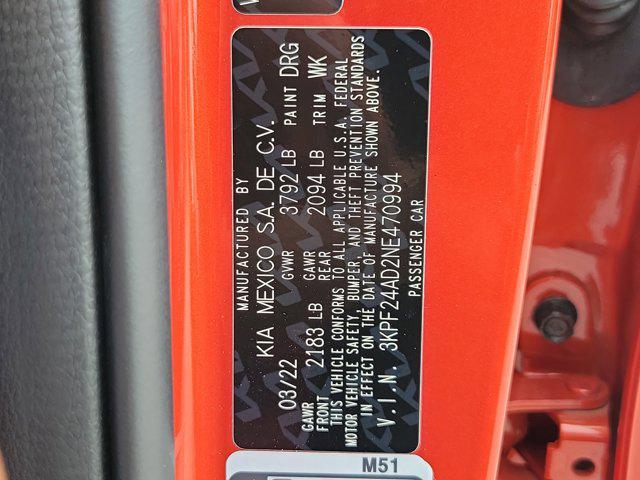 MANUFACTURED BY
KIA MEXICO S.A. DE C.V.
03/22 GVWR 3792 LB PAINT DRG
GAWR FRONT 2183 LB GAWR REAR 2094 LB TRIM WK
THIS VEHICLE CONFORMS TO ALL APPLICABLE U.S.A. FEDERAL
MOTOR VEHICLE SAFETY, BUMPER, AND THEFT PREVENTION STANDARDS
IN EFFECT ON THE DATE OF MANUFACTURE SHOWN ABOVE.
V.I.N. 3KPF24AD2NE470994
PASSENGER CAR
M51